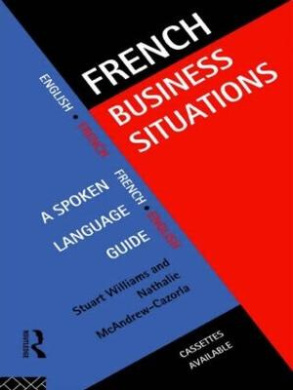 FRENCH
BUSINESS
SITUATIONS
ENGLISH • FRENCH
FRENCH • ENGLISH
A SPOKEN
LANGUAGE
GUIDE
Stuart Williams and
Nathalie
McAndrew-Cazorla
CASSETTES
AVAILABLE
ROUTLEDGE